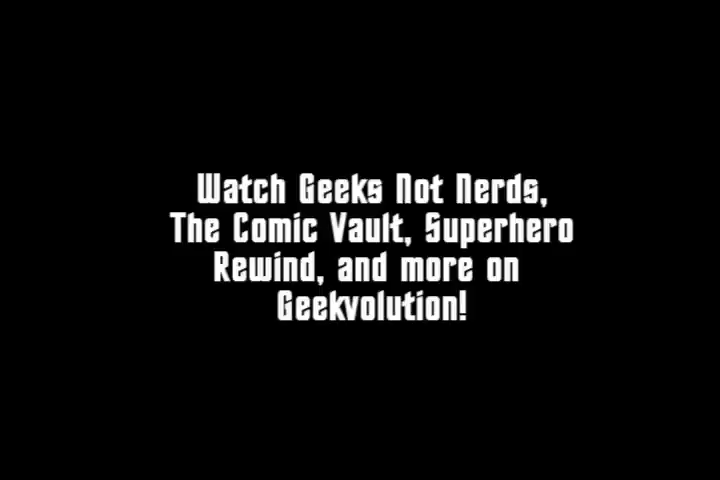 Watch Geeks Not Nerds,
The Comic Vault, Superhero
Rewind, and more on
Geekvolution!